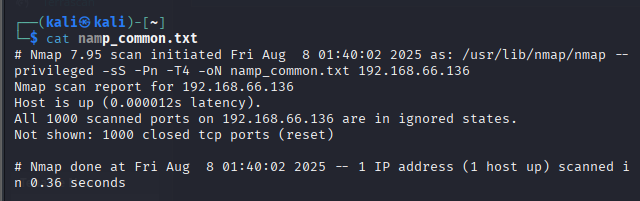 ┌──(kali㉿kali)-[~]
└─$ cat namp_common.txt
# Nmap 7.95 scan initiated Fri Aug  8 01:40:02 2025 as: /usr/lib/nmap/nmap --
privileged -sS -Pn -T4 -oN namp_common.txt 192.168.66.136
Nmap scan report for 192.168.66.136
Host is up (0.000012s latency).
All 1000 scanned ports on 192.168.66.136 are in ignored states.
Not shown: 1000 closed tcp ports (reset)

# Nmap done at Fri Aug  8 01:40:02 2025 -- 1 IP address (1 host up) scanned i
n 0.36 seconds